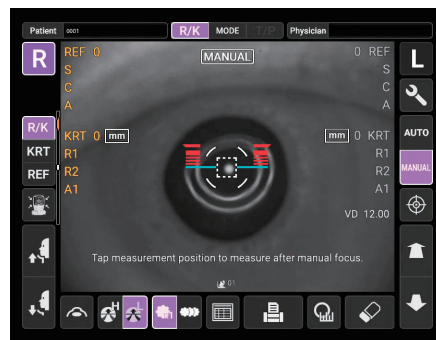 Patient 0001 R/K MODE T/P Physician
R REF 0 MANUAL 0 REF L
S S
C C
A A
R/K KRT 0 mm mm 0 KRT AUTO
KRT R1 R1
REF R2 R2 MANUAL
A1 A1
VD 12.00
Tap measurement position to measure after manual focus.
01
H L